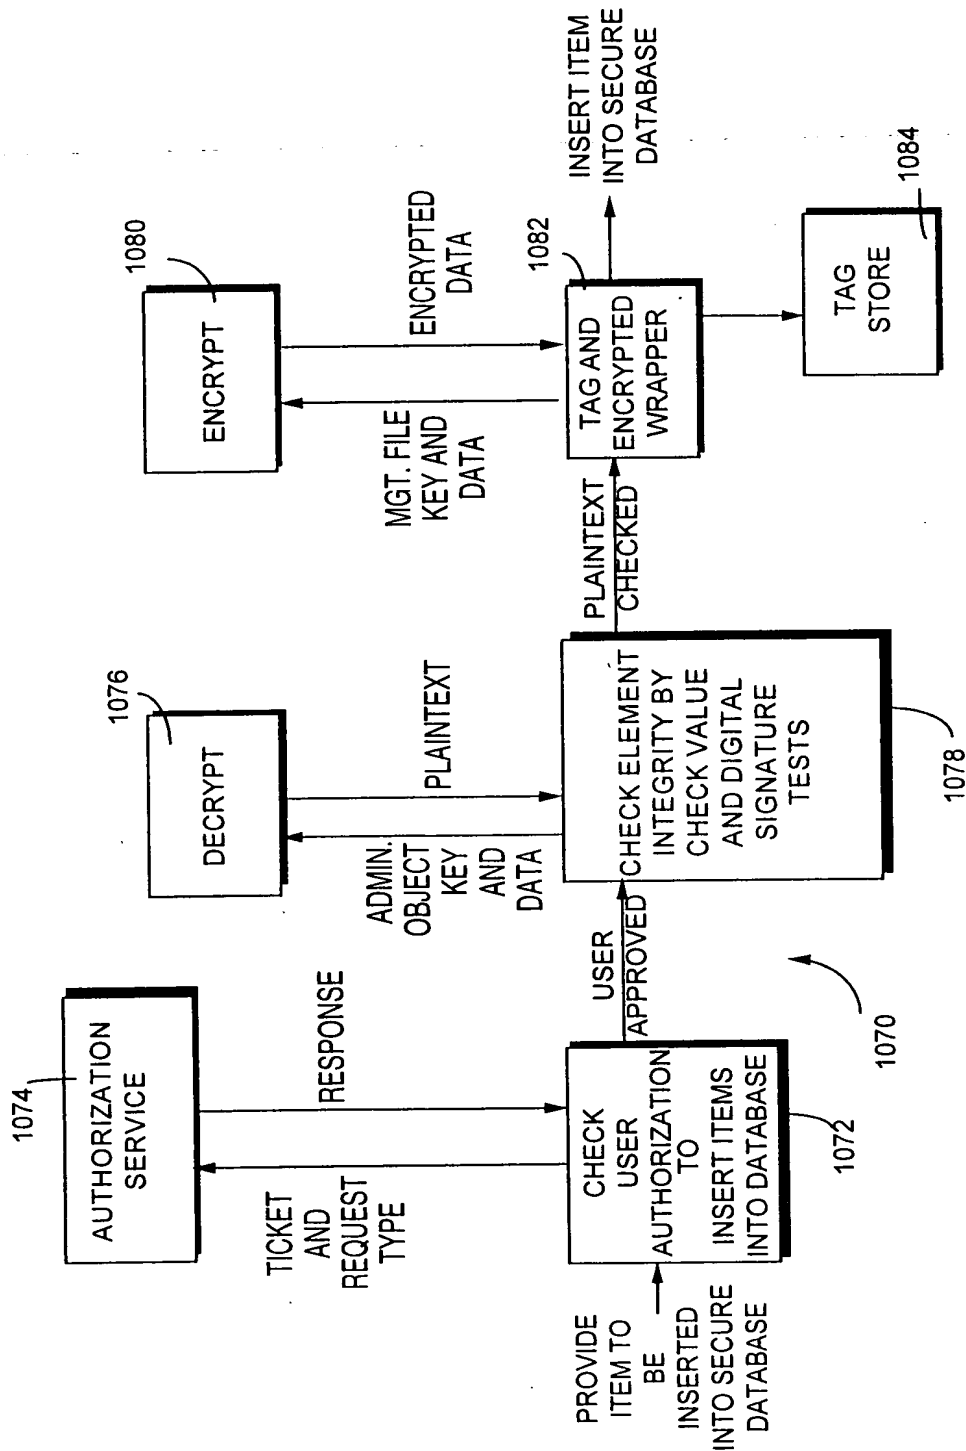 1074
AUTHORIZATION
SERVICE
TICKET AND
REQUEST
TYPE
RESPONSE
PROVIDE
ITEM TO
BE
INSERTED
INTO SECURE
DATABASE
CHECK
USER
AUTHORIZATION
TO
INSERT ITEMS
INTO DATABASE
1072
1070
USER
APPROVED
1076
DECRYPT
ADMIN.
OBJECT
KEY
AND
DATA
PLAINTEXT
CHECK ELEMENT
INTEGRITY BY
CHECK VALUE
AND DIGITAL
SIGNATURE
TESTS
1078
PLAINTEXT
CHECKED
1080
ENCRYPT
MGT. FILE
KEY AND
DATA
ENCRYPTED
DATA
1082
TAG AND
ENCRYPTED
WRAPPER
INSERT ITEM
INTO SECURE
DATABASE
TAG
STORE
1084